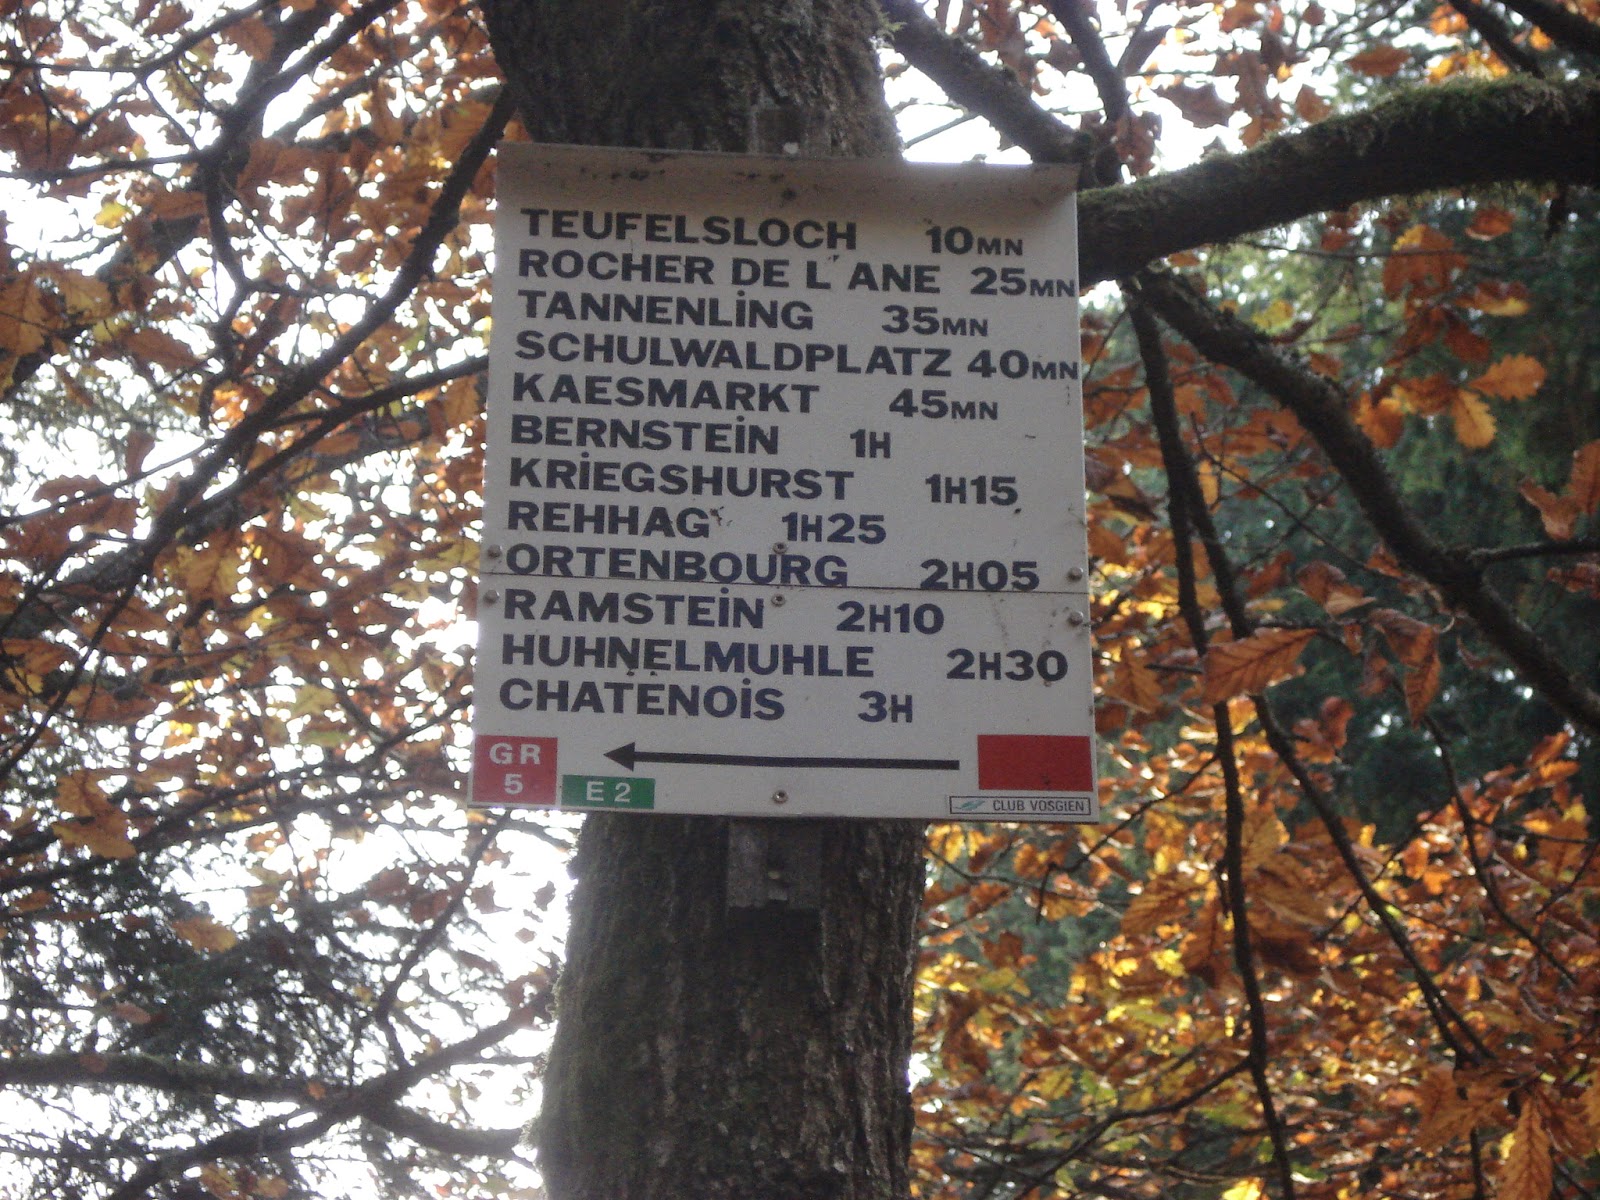 TEUFELSLOCH 10MN
ROCHER DE L ANE 25MN
TANNENLiNG 35MN
SCHULWALDPLATZ 40MN
KAESMARKT 45MN
BERNSTEiN 1H
KRiEGSHURST 1H15
REHHAG 1H25
ORTENBOURG 2H05
RAMSTEiN 2H10
HUHNELMUHLE 2H30
CHATENOiS 3H
GR
5
E2
CLUB VOSGIEN